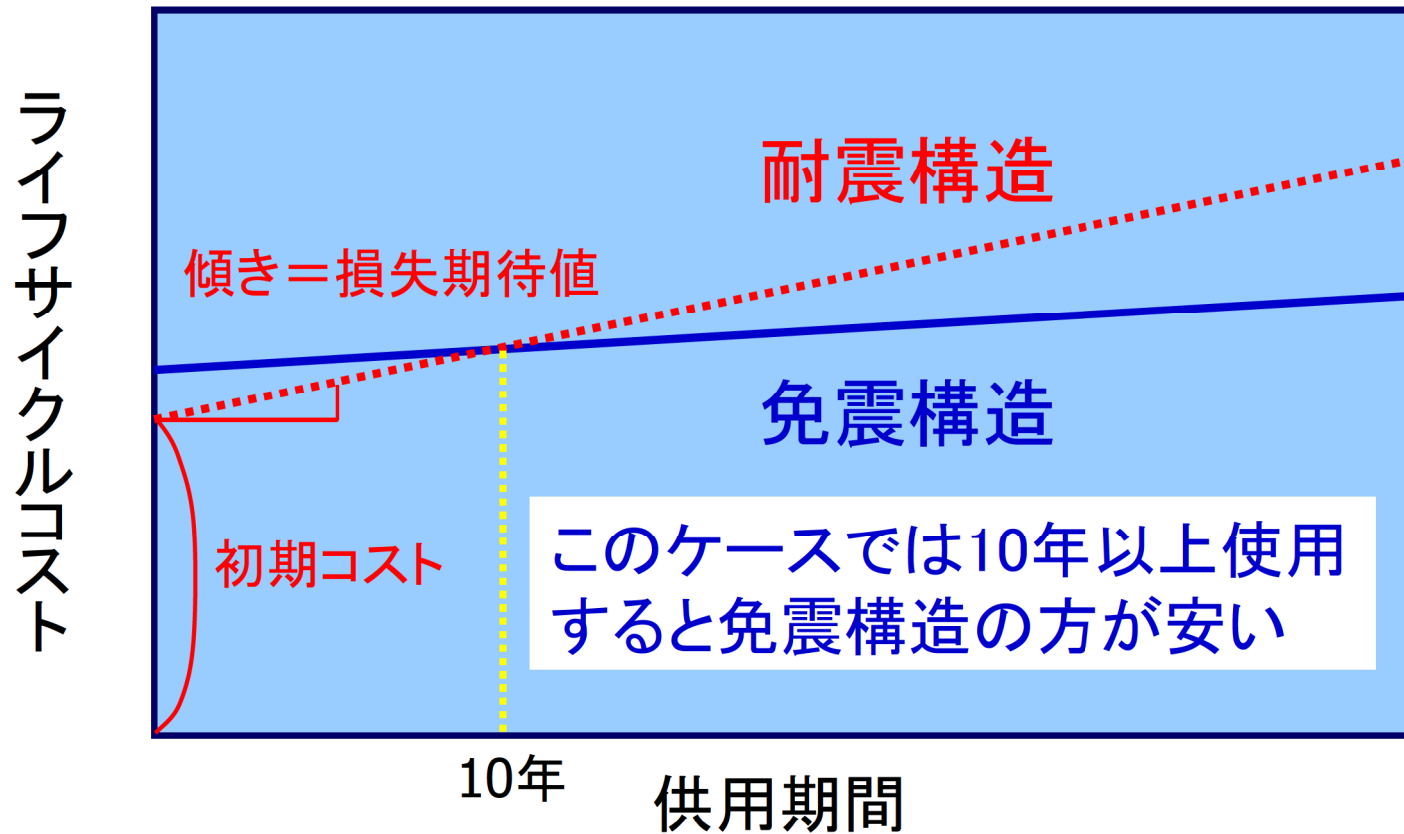 ライフサイクルコスト
耐震構造
傾き＝損失期待値
免震構造
初期コスト
このケースでは10年以上使用
すると免震構造の方が安い
10年
供用期間